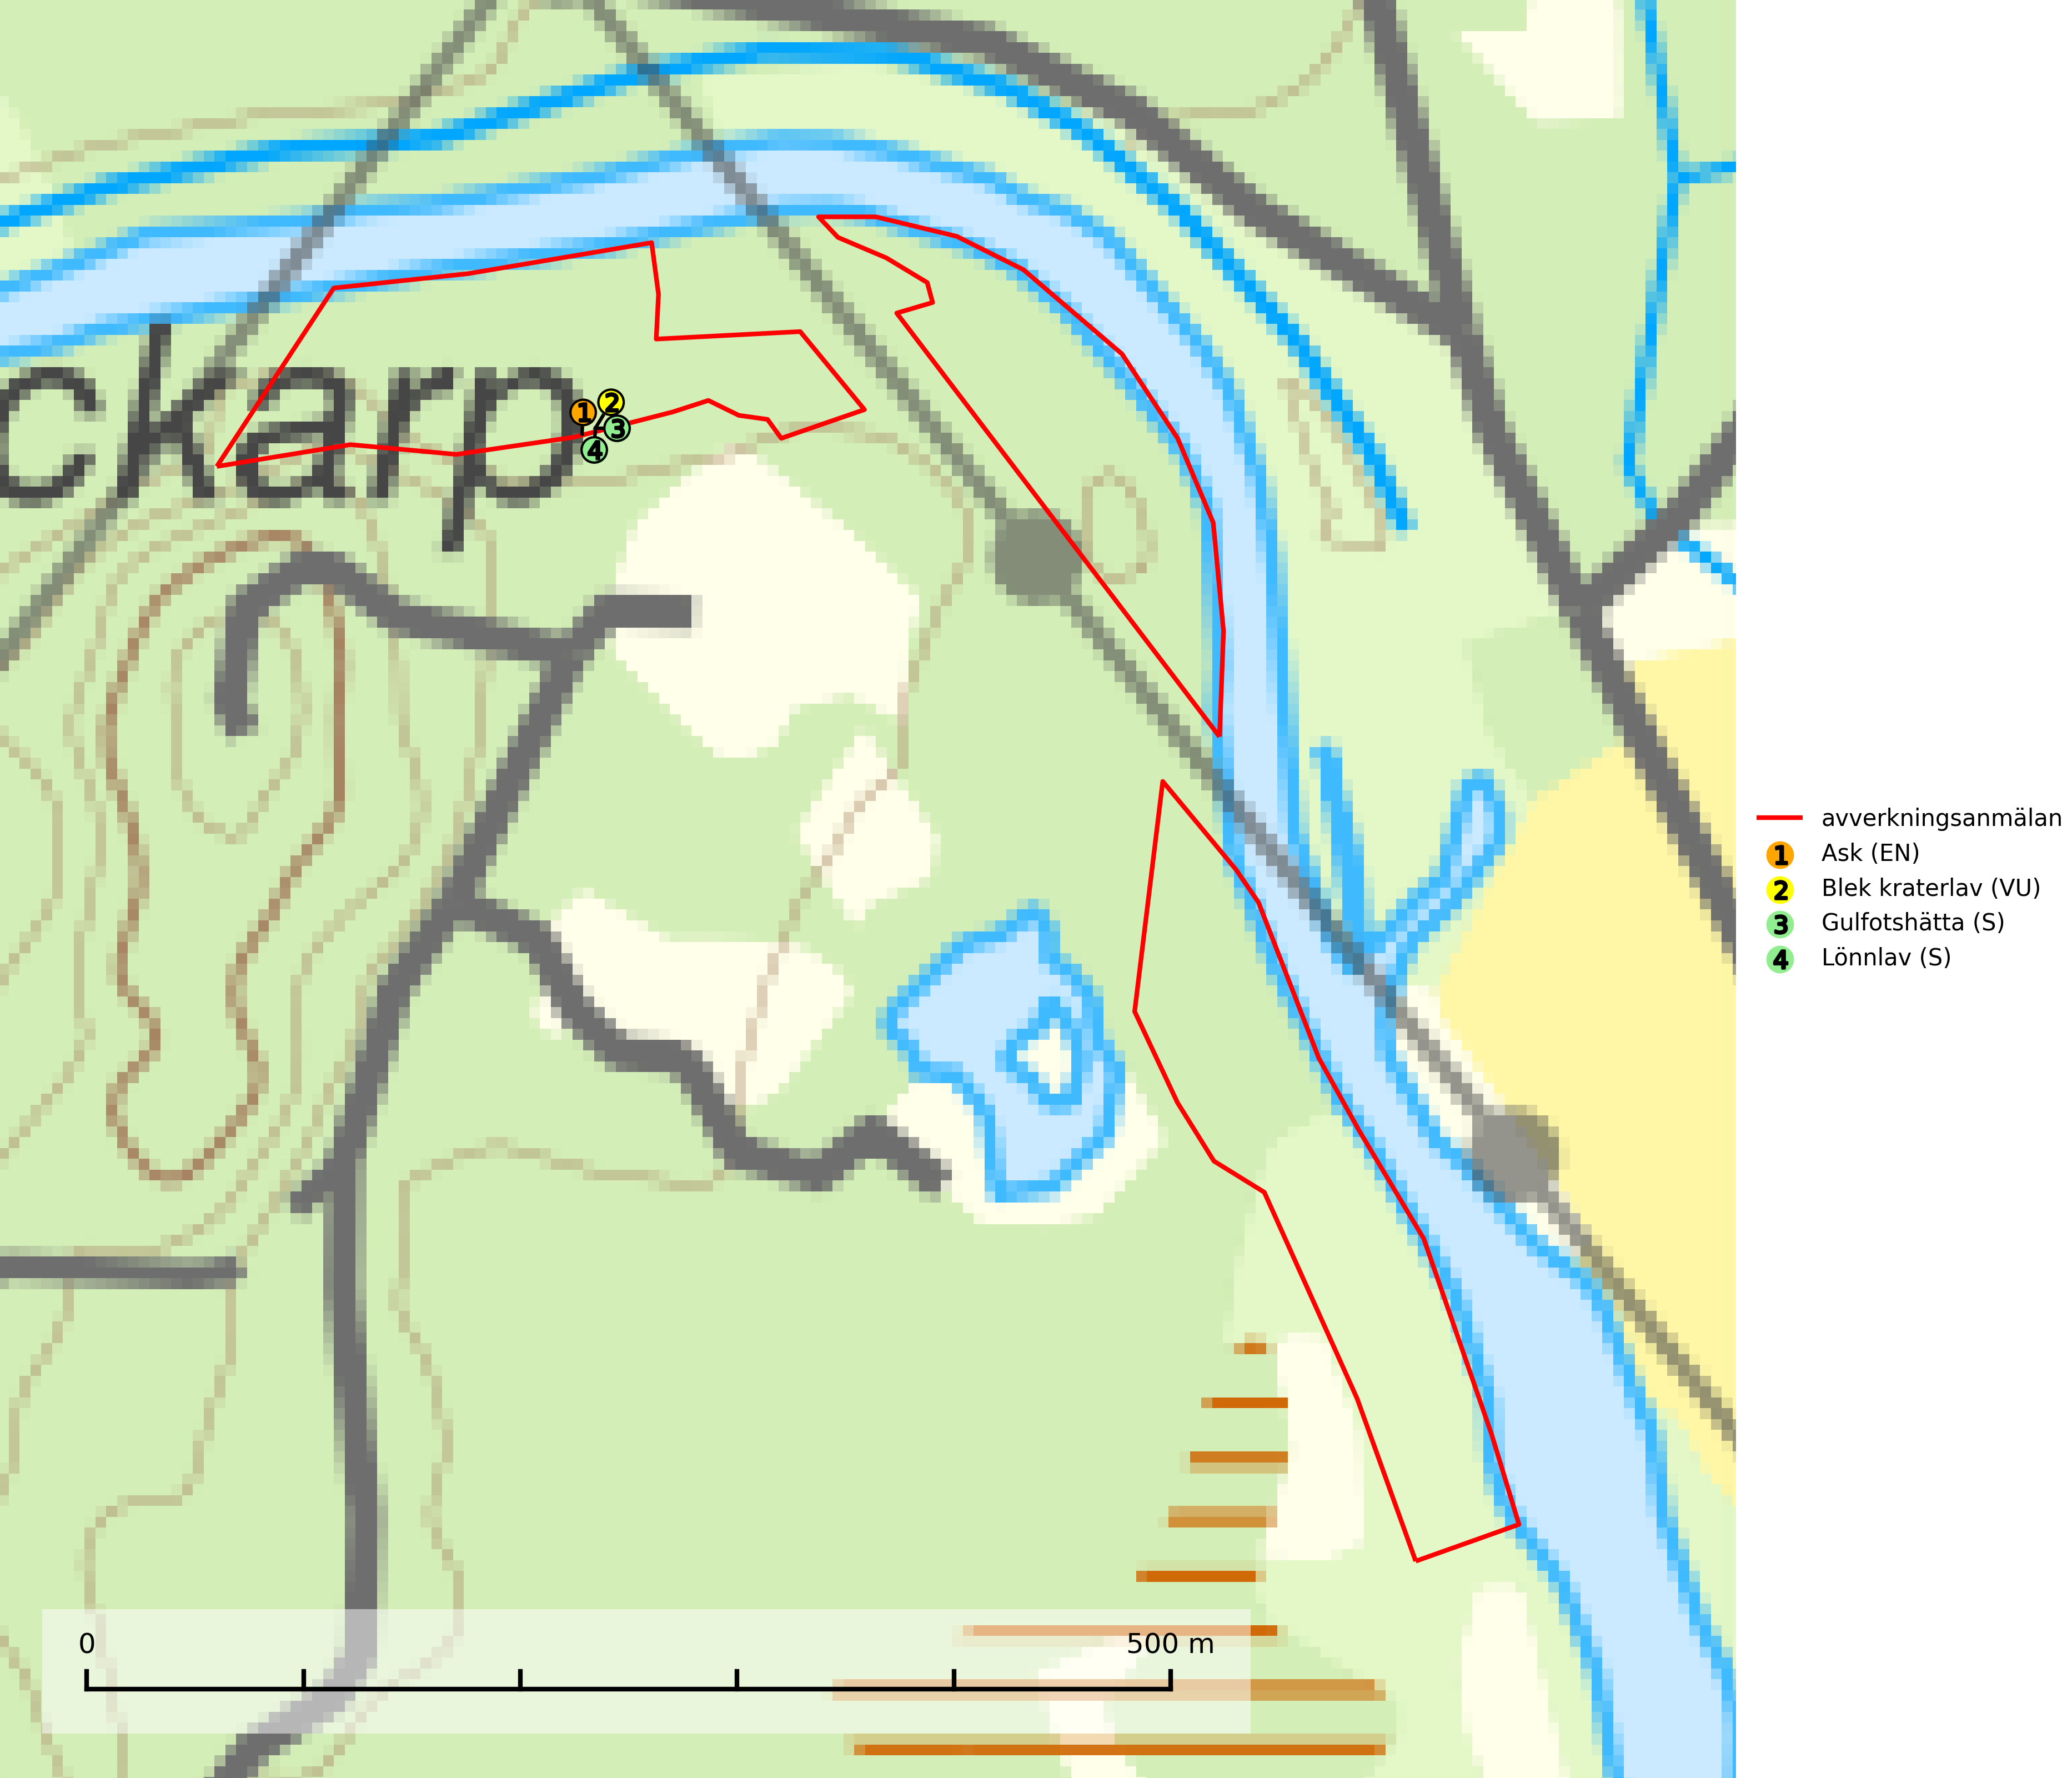 ckarp
1
2
3
4
avverkningsanmälan
1 Ask (EN)
2 Blek kraterlav (VU)
3 Gulfotshätta (S)
4 Lönnlav (S)
0 500 m